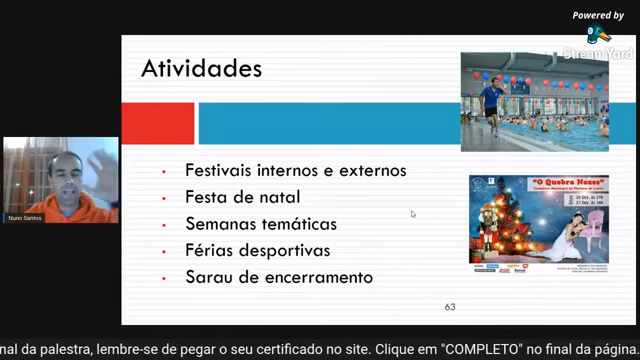 Powered by
StreamYard
Atividades
Festivais internos e externos
Festa de natal
Semanas temáticas
Férias desportivas
Sarau de encerramento
"O Quebra Nozes"
63
Nuno Santos
nal da palestra, lembre-se de pegar o seu certificado no site. Clique em "COMPLETO" no final da página.